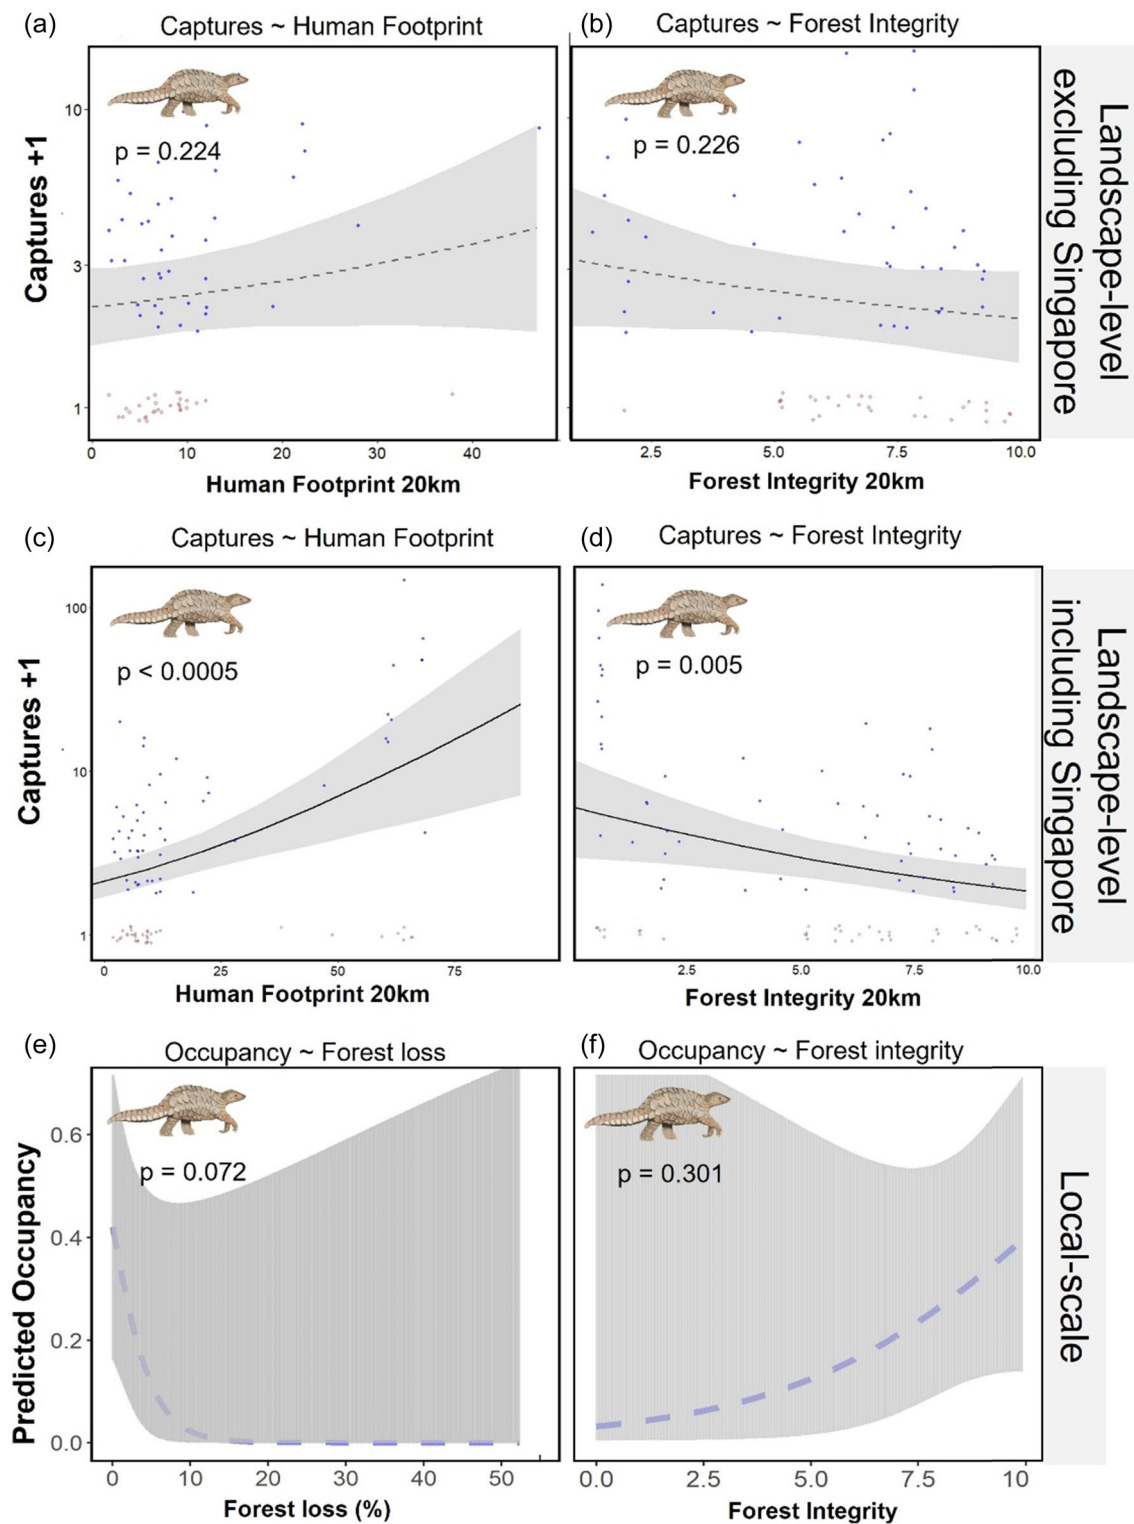 (a)
Captures ~ Human Footprint
(b)
Captures ~ Forest Integrity
p = 0.224
p = 0.226
Captures +1
10
3
1
0
10
20
30
40
Human Footprint 20km
2.5
5.0
7.5
10.0
Forest Integrity 20km
Landscape-level
excluding Singapore
(c)
Captures ~ Human Footprint
(d)
Captures ~ Forest Integrity
p < 0.0005
p = 0.005
Captures +1
100
10
1
0
25
50
75
Human Footprint 20km
2.5
5.0
7.5
10.0
Forest Integrity 20km
Landscape-level
including Singapore
(e)
Occupancy ~ Forest loss
(f)
Occupancy ~ Forest integrity
p = 0.072
p = 0.301
Predicted Occupancy
0.6
0.4
0.2
0.0
0
10
20
30
40
50
Forest loss (%)
0.0
2.5
5.0
7.5
10
Forest Integrity
Local-scale